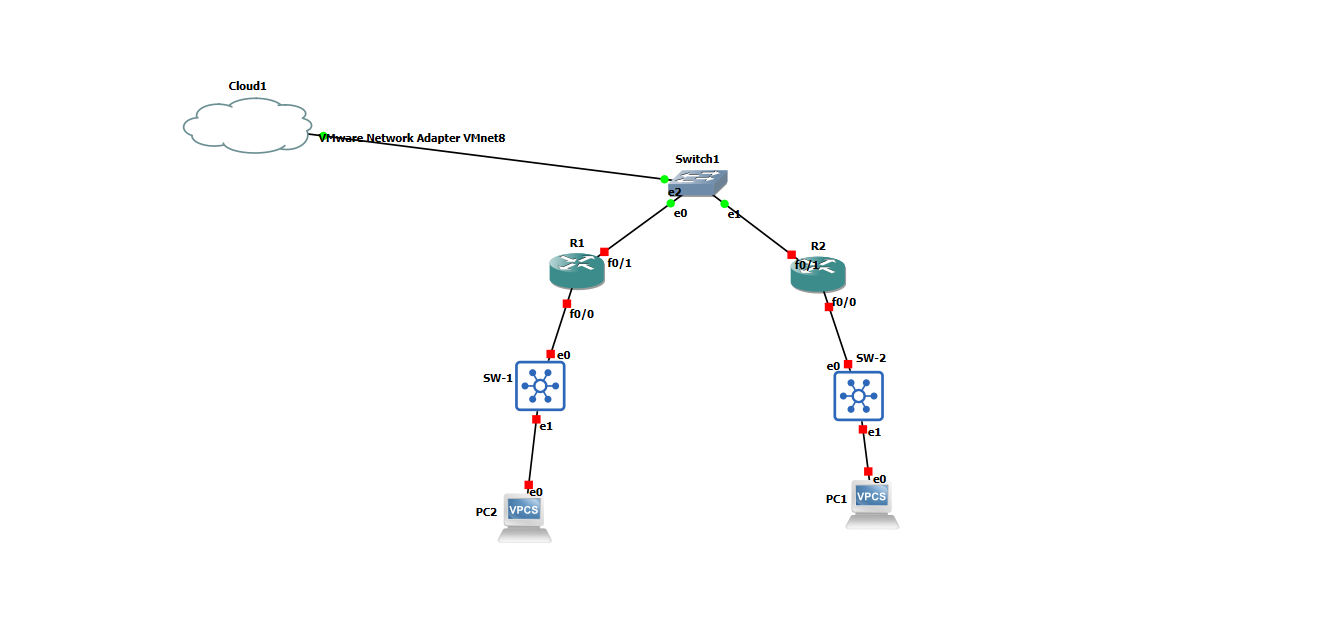 Cloud1
VMware Network Adapter VMnet8
Switch1
e2
e0
e1
R1
f0/1
R2
f0/1
f0/0
f0/0
e0
SW-1
e1
SW-2
e0
e1
e0
PC2
VPCS
e0
PC1
VPCS